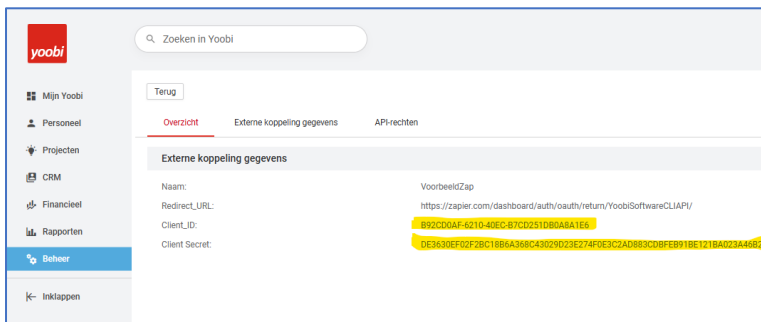 yoobi
Zoeken in Yoobi
Mijn Yoobi
Personeel
Projecten
CRM
Financieel
Rapporten
Beheer
Inklappen
Terug
Overzicht Externe koppeling gegevens API-rechten
Externe koppeling gegevens
Naam: VoorbeeldZap
Redirect_URL: https://zapier.com/dashboard/auth/oauth/return/YoobiSoftwareCLIAPI/
Client_ID: B92CD0AF-6210-40EC-B7CD251DB0A8A1E6
Client Secret: DE3630EF02F2BC18B6A368C43029D23E274F0E3C2AD883CDBFEB91BE121BA023A46B2